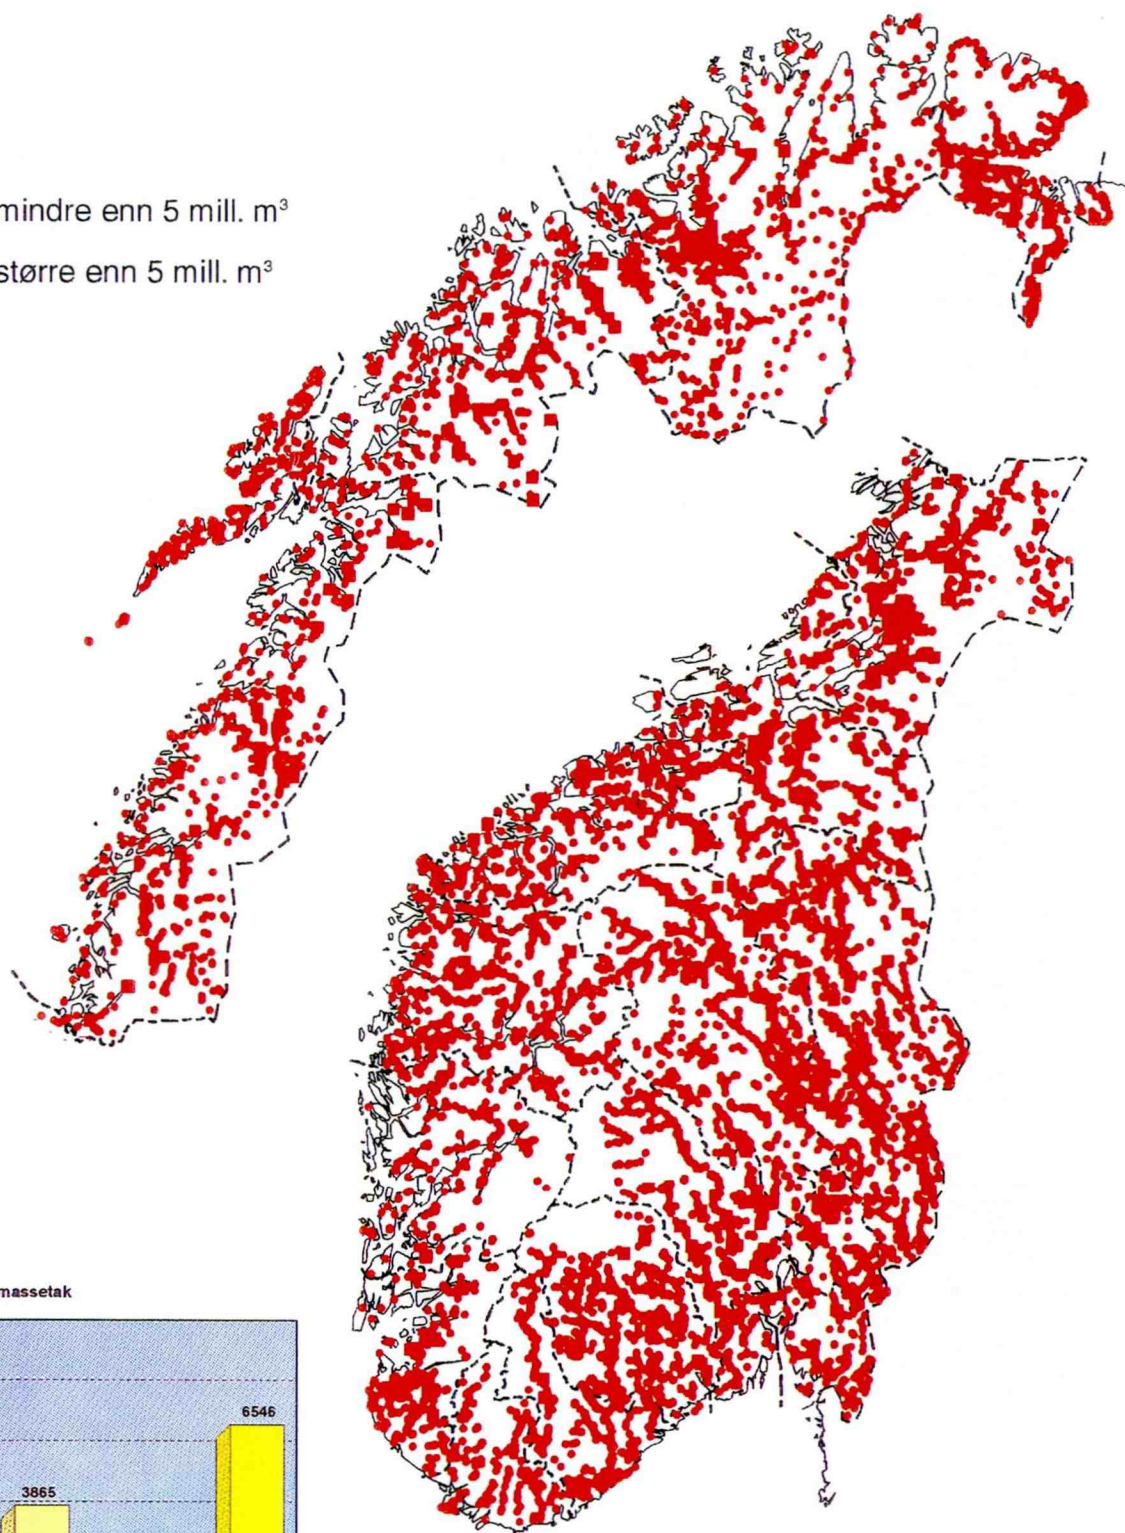 mindre enn 5 mill. m³
større enn 5 mill. m³
massetak
6546
3865